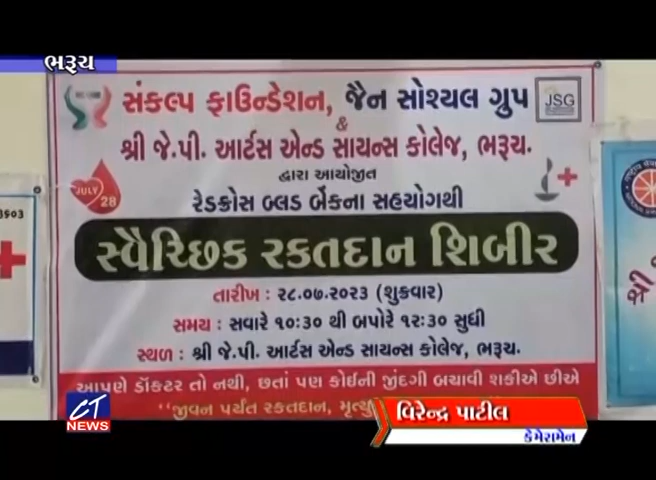 ભરૂચ
સંકલ્પ ફાઉન્ડેશન, જૈન સોશ્યલ ગ્રુપ
JSG
&
શ્રી જે.પી. આર્ટસ એન્ડ સાયન્સ કોલેજ, ભરૂચ.
દ્વારા આયોજીત
JULY 28
રેડક્રોસ બ્લડ બેંકના સહયોગથી
સ્વૈચ્છિક રકતદાન શિબીર
તારીખ : ૨૮.૦૭.૨૦૨૩ (શુક્રવાર)
સમય : સવારે ૧૦:૩૦ થી બપોરે ૧૨:૩૦ સુધી
સ્થળ : શ્રી જે.પી. આર્ટસ એન્ડ સાયન્સ કોલેજ, ભરૂચ.
આપણે ડૉકટર તો નથી, છતાં પણ કોઈની જીંદગી બચાવી શકીએ છીએ
"જીવન પર્યંત રકતદાન,
શ્રી
CT
NEWS
વિરેન્દ્ર પાટીલ
કેમેરામેન